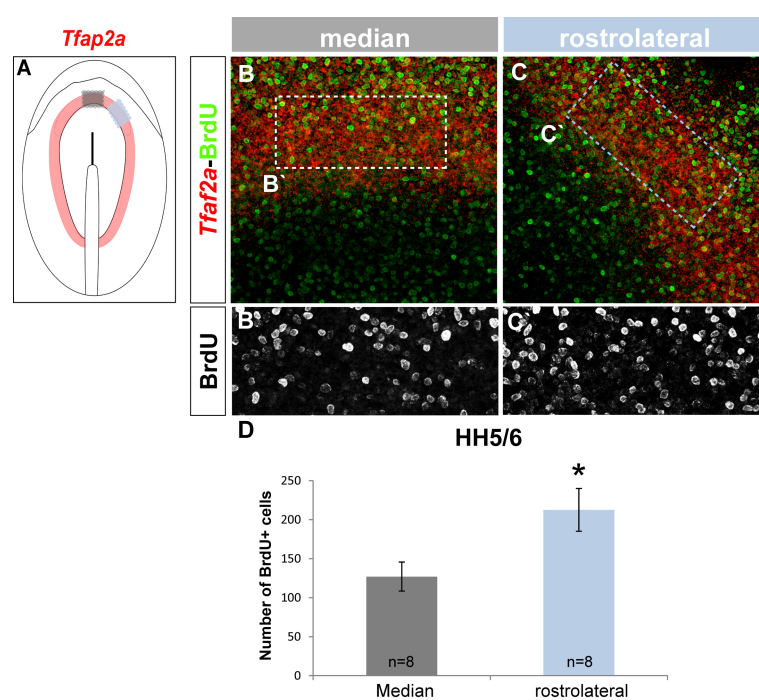 Tfap2a
A
median
rostrolateral
Tfaf2a-BrdU
B
B`
C
C`
BrdU
B
C
D
HH5/6
Number of BrdU+ cells
250
200
150
100
50
0
*
n=8
n=8
Median
rostrolateral